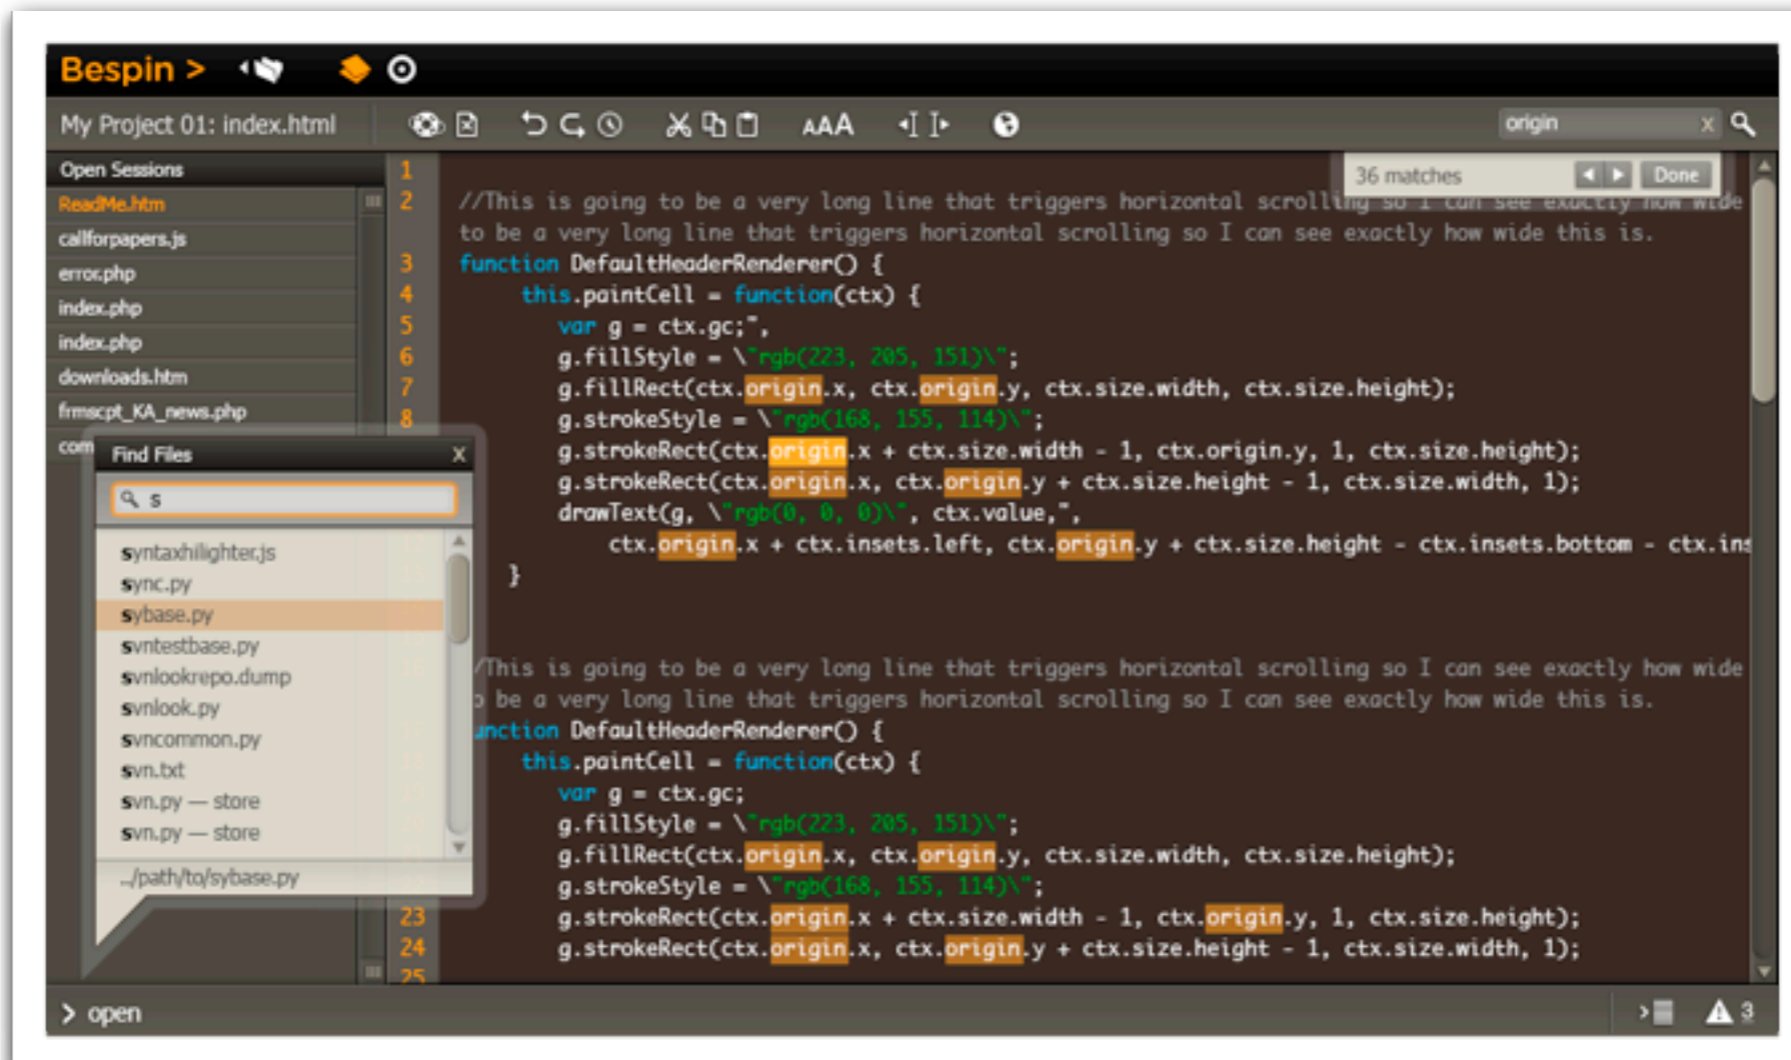 Bespin >
My Project 01: index.html
AAA
origin x
Open Sessions
36 matches Done
ReadMe.htm
callforpapers.js
error.php
index.php
index.php
downloads.htm
frmscpt_KA_news.php
com
Find Files x
s
syntaxhilighter.js
sync.py
sybase.py
svntestbase.py
svnlookrepo.dump
svnlook.py
svncommon.py
svn.txt
svn.py — store
svn.py — store
../path/to/sybase.py
1
2 //This is going to be a very long line that triggers horizontal scrolling so I can see exactly how wide
to be a very long line that triggers horizontal scrolling so I can see exactly how wide this is.
3 function DefaultHeaderRenderer() {
4 this.paintCell = function(ctx) {
5 var g = ctx.gc;",
6 g.fillStyle = \"rgb(223, 205, 151)\";
7 g.fillRect(ctx.origin.x, ctx.origin.y, ctx.size.width, ctx.size.height);
8 g.strokeStyle = \"rgb(168, 155, 114)\";
g.strokeRect(ctx.origin.x + ctx.size.width - 1, ctx.origin.y, 1, ctx.size.height);
g.strokeRect(ctx.origin.x, ctx.origin.y + ctx.size.height - 1, ctx.size.width, 1);
drawText(g, \"rgb(0, 0, 0)\", ctx.value,",
ctx.origin.x + ctx.insets.left, ctx.origin.y + ctx.size.height - ctx.insets.bottom - ctx.ins
}
/This is going to be a very long line that triggers horizontal scrolling so I can see exactly how wide
o be a very long line that triggers horizontal scrolling so I can see exactly how wide this is.
unction DefaultHeaderRenderer() {
this.paintCell = function(ctx) {
var g = ctx.gc;
g.fillStyle = \"rgb(223, 205, 151)\";
g.fillRect(ctx.origin.x, ctx.origin.y, ctx.size.width, ctx.size.height);
g.strokeStyle = \"rgb(168, 155, 114)\";
23 g.strokeRect(ctx.origin.x + ctx.size.width - 1, ctx.origin.y, 1, ctx.size.height);
24 g.strokeRect(ctx.origin.x, ctx.origin.y + ctx.size.height - 1, ctx.size.width, 1);
25
> open
3